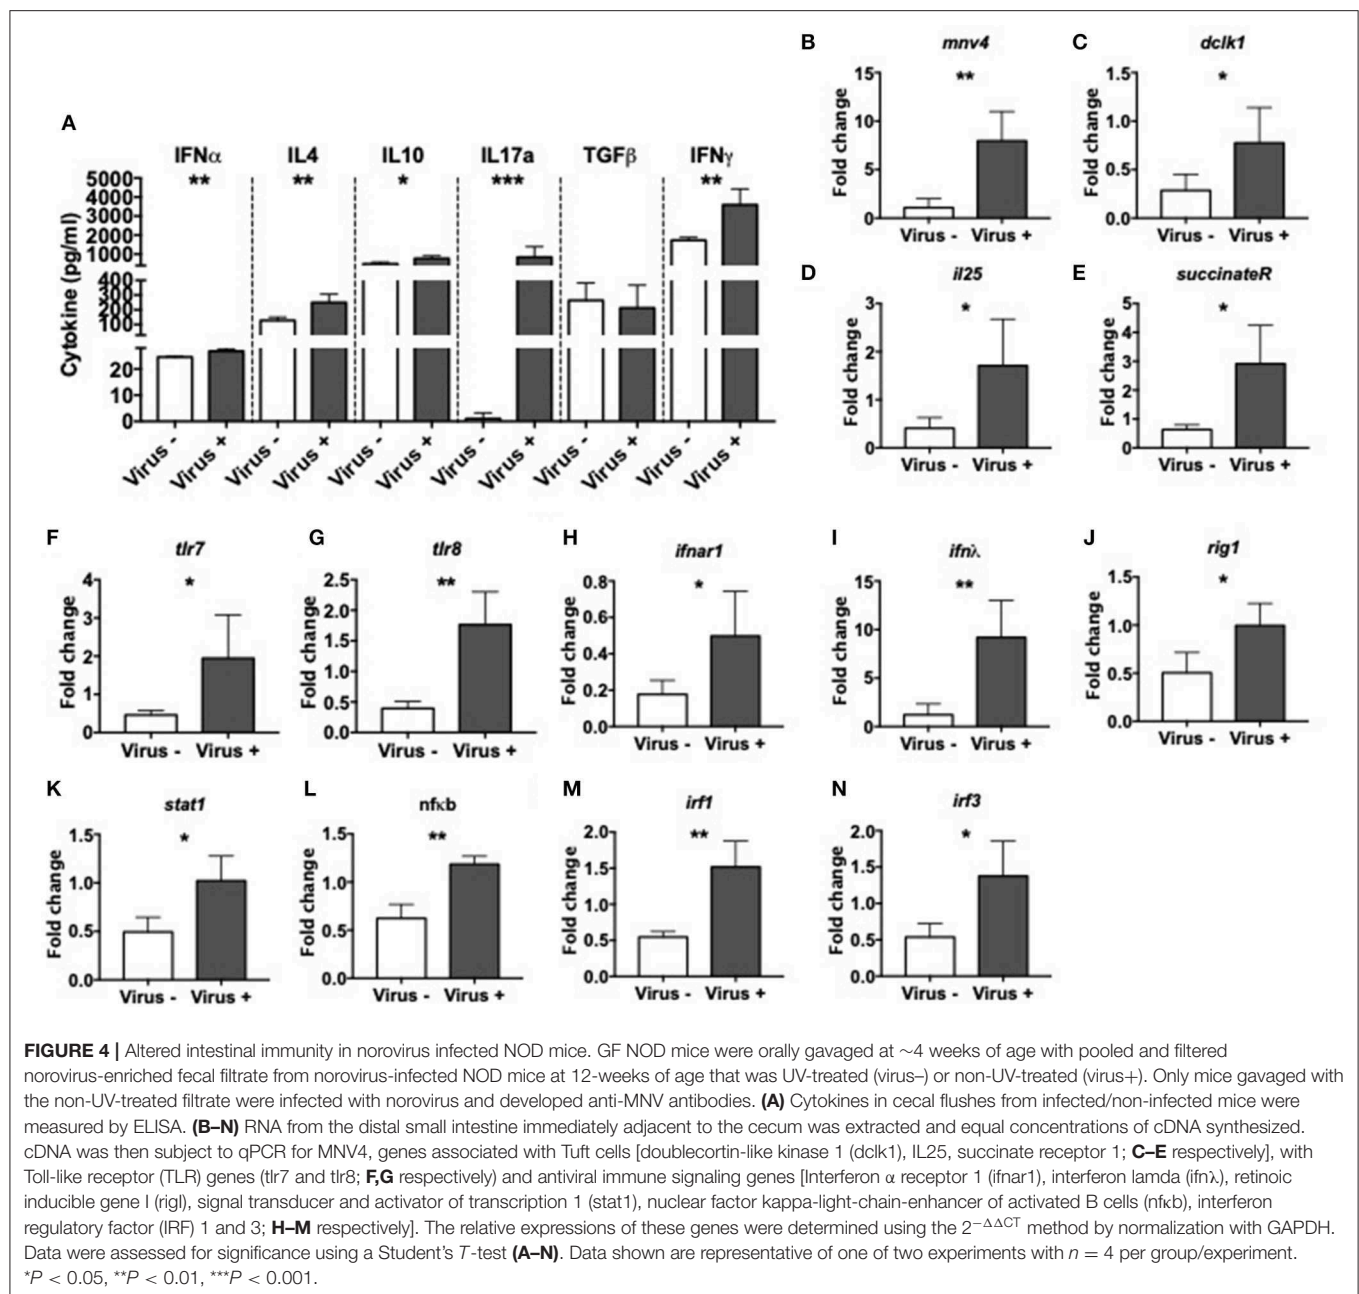 A
IFNα IL4 IL10 IL17a TGFβ IFNγ
** ** * *** **
Cytokine (pg/ml)
5000
4000
3000
2000
1000
400
300
200
100
20
10
0
Virus - Virus + Virus - Virus + Virus - Virus + Virus - Virus + Virus - Virus + Virus - Virus +
B
mnv4
**
Fold change
15
10
5
0
Virus - Virus +
C
dclk1
*
Fold change
1.5
1.0
0.5
0.0
Virus - Virus +
D
il25
*
Fold change
3
2
1
0
Virus - Virus +
E
succinateR
*
Fold change
5
4
3
2
1
0
Virus - Virus +
F
tlr7
*
Fold change
4
3
2
1
0
Virus - Virus +
G
tlr8
**
Fold change
2.5
2.0
1.5
1.0
0.5
0.0
Virus - Virus +
H
ifnar1
*
Fold change
0.8
0.6
0.4
0.2
0.0
Virus - Virus +
I
ifnλ
**
Fold change
15
10
5
0
Virus - Virus +
J
rig1
*
Fold change
1.5
1.0
0.5
0.0
Virus - Virus +
K
stat1
*
Fold change
1.5
1.0
0.5
0.0
Virus - Virus +
L
nfκb
**
Fold change
1.5
1.0
0.5
0.0
Virus - Virus +
M
irf1
**
Fold change
2.0
1.5
1.0
0.5
0.0
Virus - Virus +
N
irf3
*
Fold change
2.0
1.5
1.0
0.5
0.0
Virus - Virus +
FIGURE 4 | Altered intestinal immunity in norovirus infected NOD mice. GF NOD mice were orally gavaged at ∼4 weeks of age with pooled and filtered
norovirus-enriched fecal filtrate from norovirus-infected NOD mice at 12-weeks of age that was UV-treated (virus–) or non-UV-treated (virus+). Only mice gavaged with
the non-UV-treated filtrate were infected with norovirus and developed anti-MNV antibodies. (A) Cytokines in cecal flushes from infected/non-infected mice were
measured by ELISA. (B–N) RNA from the distal small intestine immediately adjacent to the cecum was extracted and equal concentrations of cDNA synthesized.
cDNA was then subject to qPCR for MNV4, genes associated with Tuft cells [doublecortin-like kinase 1 (dclk1), IL25, succinate receptor 1; C–E respectively], with
Toll-like receptor (TLR) genes (tlr7 and tlr8; F,G respectively) and antiviral immune signaling genes [Interferon α receptor 1 (ifnar1), interferon lamda (ifnλ), retinoic
inducible gene I (rigI), signal transducer and activator of transcription 1 (stat1), nuclear factor kappa-light-chain-enhancer of activated B cells (nfκb), interferon
regulatory factor (IRF) 1 and 3; H–M respectively]. The relative expressions of these genes were determined using the 2−ΔΔCT method by normalization with GAPDH.
Data were assessed for significance using a Student's T-test (A–N). Data shown are representative of one of two experiments with n = 4 per group/experiment.
*P < 0.05, **P < 0.01, ***P < 0.001.